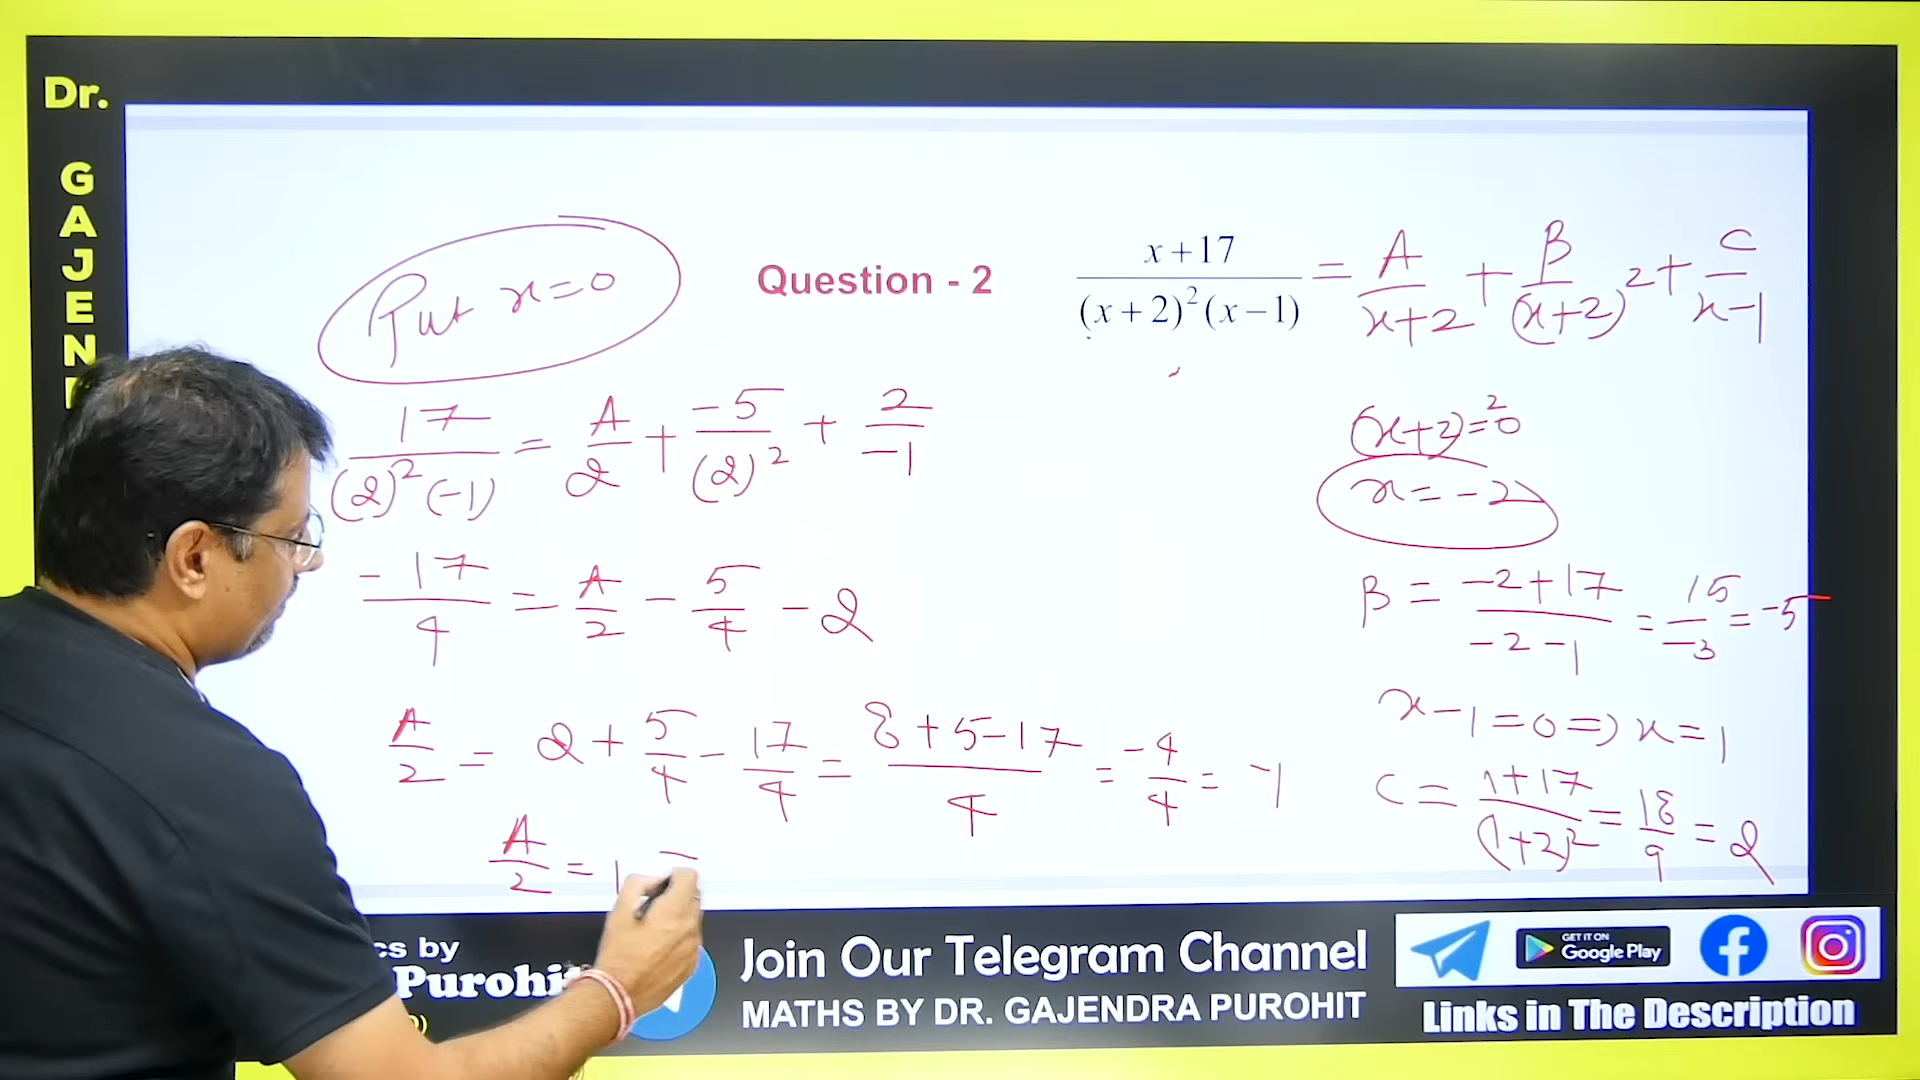 Dr.
GAJEN
Put x=0
Question - 2
x+17 / (x+2)²(x−1) = A/x+2 + B/(x+2)² + C/x−1
17/(2)²(−1) = A/2 + −5/(2)² + 2/−1
−17/4 = A/2 − 5/4 − 2
A/2 = 2 + 5/4 − 17/4 = 8+5−17/4 = −4/4 = −1
A/2 = 1
(x+2)²=0
x = −2
B = −2+17/−2−1 = 15/−3 = −5
x−1=0 ⇒ x=1
C = 1+17/(1+2)² = 18/9 = 2
cs by
Purohit
Join Our Telegram Channel
MATHS BY DR. GAJENDRA PUROHIT
GET IT ON
Google Play
Links in The Description